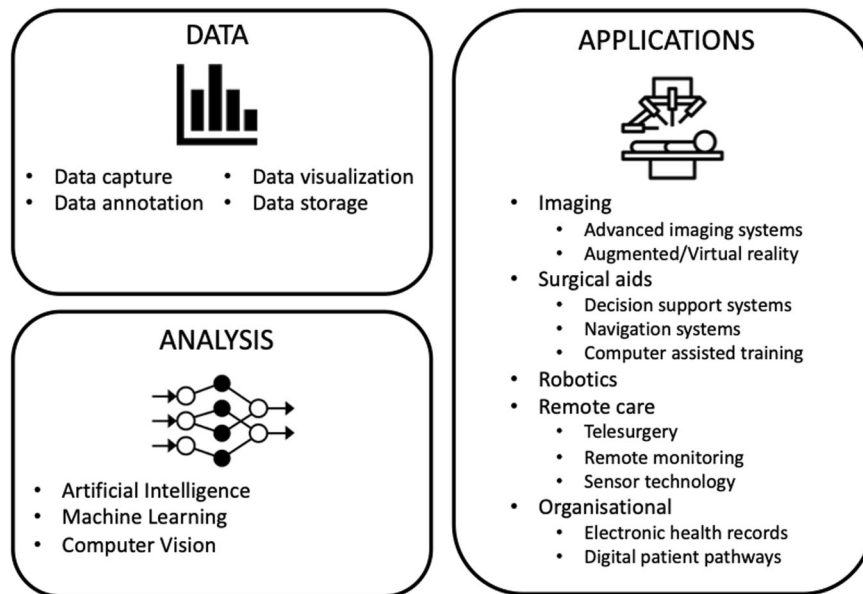 DATA
• Data capture
• Data annotation
• Data visualization
• Data storage
ANALYSIS
• Artificial Intelligence
• Machine Learning
• Computer Vision
APPLICATIONS
• Imaging
• Advanced imaging systems
• Augmented/Virtual reality
• Surgical aids
• Decision support systems
• Navigation systems
• Computer assisted training
• Robotics
• Remote care
• Telesurgery
• Remote monitoring
• Sensor technology
• Organisational
• Electronic health records
• Digital patient pathways